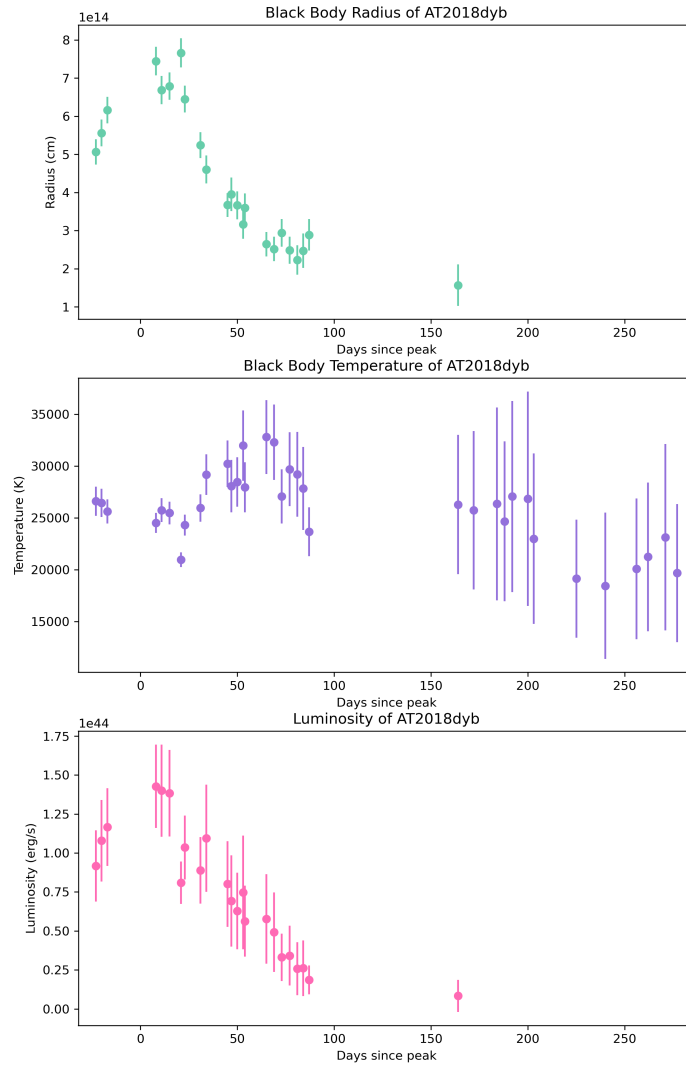 Black Body Radius of AT2018dyb
1e14
8
7
6
5
4
3
2
1
Radius (cm)
0 50 100 150 200 250
Days since peak
Black Body Temperature of AT2018dyb
35000
30000
25000
20000
15000
Temperature (K)
0 50 100 150 200 250
Days since peak
Luminosity of AT2018dyb
1e44
1.75
1.50
1.25
1.00
0.75
0.50
0.25
0.00
Luminosity (erg/s)
0 50 100 150 200 250
Days since peak